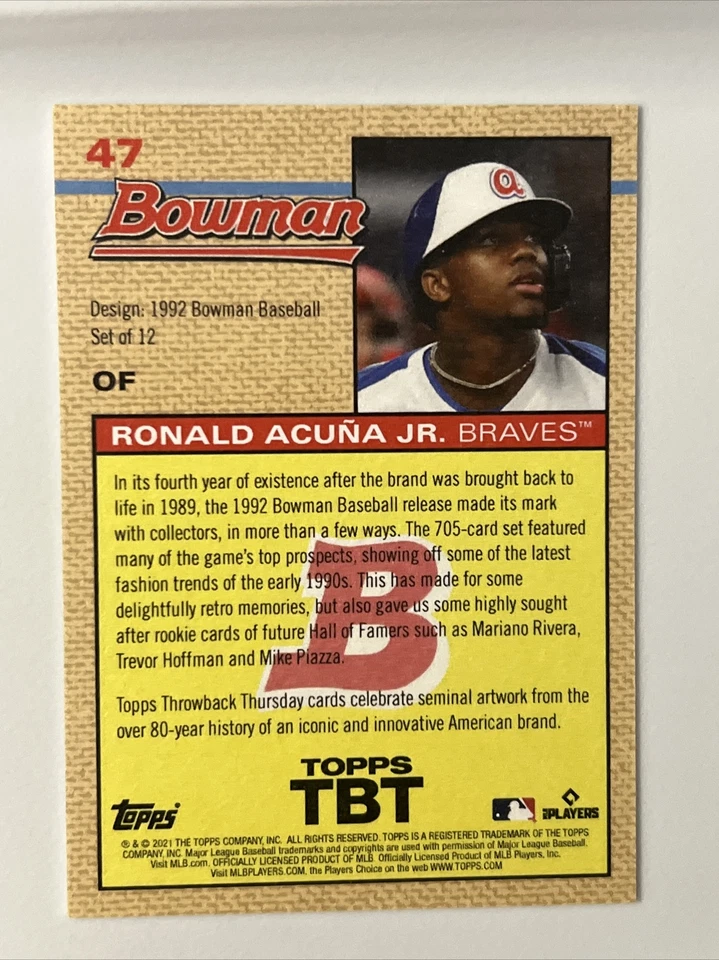 47
Bowman
a
Design: 1992 Bowman Baseball
Set of 12
OF
RONALD ACUÑA JR. BRAVES™
In its fourth year of existence after the brand was brought back to
life in 1989, the 1992 Bowman Baseball release made its mark
with collectors, in more than a few ways. The 705-card set featured
many of the game's top prospects, showing off some of the latest
fashion trends of the early 1990s. This has made for some
delightfully retro memories, but also gave us some highly sought
after rookie cards of future Hall of Famers such as Mariano Rivera,
Trevor Hoffman and Mike Piazza.
B
Topps Throwback Thursday cards celebrate seminal artwork from the
over 80-year history of an iconic and innovative American brand.
TOPPS
TBT
topps
PLAYERS
® & © 2021 THE TOPPS COMPANY, INC. ALL RIGHTS RESERVED. TOPPS IS A REGISTERED TRADEMARK OF THE TOPPS
COMPANY, INC. Major League Baseball trademarks and copyrights are used with permission of Major League Baseball.
Visit MLB.com. OFFICIALLY LICENSED PRODUCT OF MLB. Officially Licensed Product of MLB Players, Inc.
Visit MLBPLAYERS.COM, the Players Choice on the web WWW.TOPPS.COM